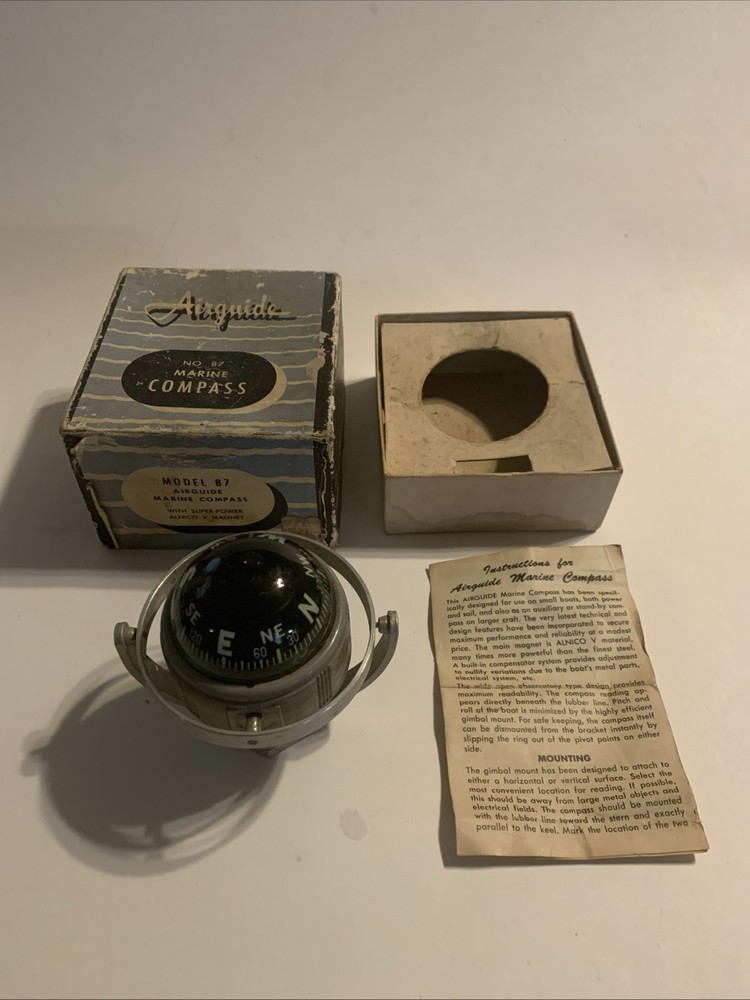 Airguide
NO 87
MARINE
COMPASS
MODEL 87
AIRGUIDE
MARINE COMPASS
WITH SUPER-POWER
ALNICO V MAGNET
SE
120
E
60
NE
30
N
Instructions for
Airguide Marine Compass
This AIRGUIDE Marine Compass has been specif-
ically designed for use on small boats, both power
and sail, and also as an auxiliary or stand-by com-
pass on larger craft. The very latest technical and
design features have been incorporated to secure
maximum performance and reliability at a modest
price. The main magnet is ALNICO V material,
many times more powerful than the finest steel.
A built-in compensator system provides adjustment
to nullify variations due to the boat's metal parts,
electrical system, etc.
The wide open observatory type design provides
maximum readability. The compass reading ap-
pears directly beneath the lubber line. Pitch and
roll of the boat is minimized by the highly efficient
gimbal mount. For safe keeping, the compass itself
can be dismounted from the bracket instantly by
slipping the ring out of the pivot points on either
side.
MOUNTING
The gimbal mount has been designed to attach to
either a horizontal or vertical surface. Select the
most convenient location for reading. If possible,
this should be away from large metal objects and
electrical fields. The compass should be mounted
with the lubber line toward the stern and exactly
parallel to the keel. Mark the location of the two